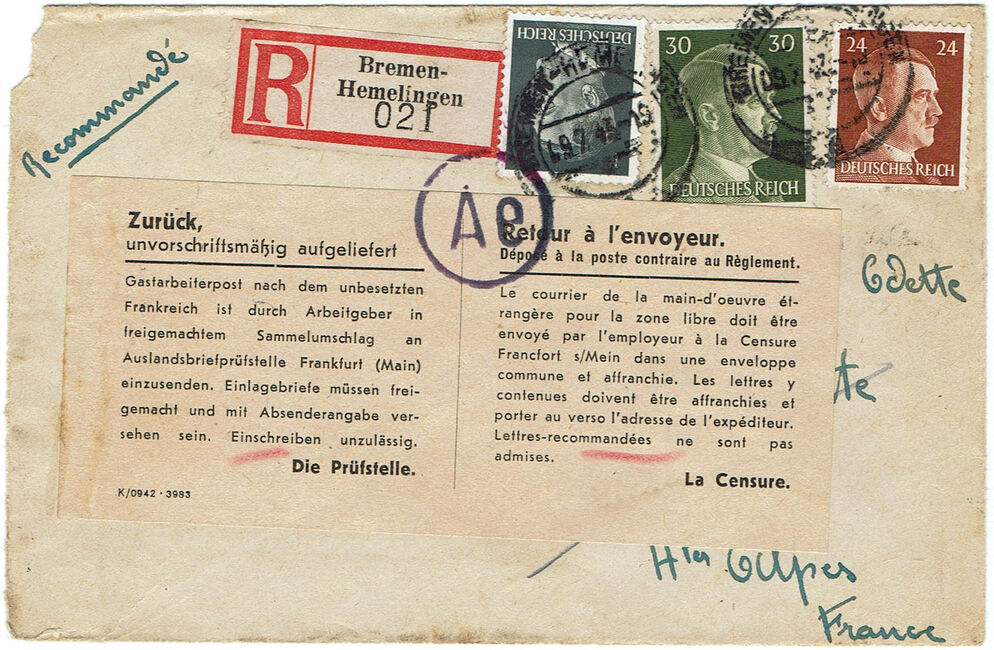 Recommandé
R
Bremen-
Hemelingen
021
DEUTSCHES REICH
30 30
DEUTSCHES REICH
24 24
DEUTSCHES REICH
Ae
Zurück,
unvorschriftsmäßig aufgeliefert
Gastarbeiterpost nach dem unbesetzten
Frankreich ist durch Arbeitgeber in
freigemachtem Sammelumschlag an
Auslandsbriefprüfstelle Frankfurt (Main)
einzusenden. Einlagebriefe müssen frei-
gemacht und mit Absenderangabe ver-
sehen sein. Einschreiben unzulässig.
Die Prüfstelle.
K/0942 · 3983
Retour à l'envoyeur.
Déposé à la poste contraire au Règlement.
Le courrier de la main-d'oeuvre ét-
rangère pour la zone libre doit être
envoyé par l'employeur à la Censure
Francfort s/Mein dans une enveloppe
commune et affranchie. Les lettres y
contenues doivent être affranchies et
porter au verso l'adresse de l'expéditeur.
Lettres-recommandées ne sont pas
admises.
La Censure.
Odette
te
Htes Alpes
France